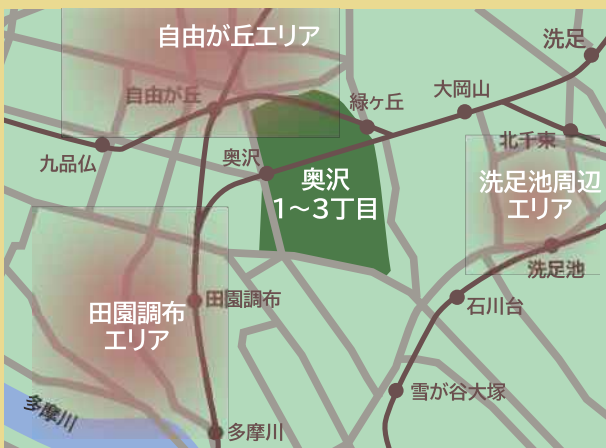 自由が丘エリア
洗足
自由が丘
緑ヶ丘
大岡山
九品仏
奥沢
北千束
奥沢
1〜3丁目
洗足池周辺
エリア
洗足池
田園調布
石川台
田園調布
エリア
雪が谷大塚
多摩川
多摩川